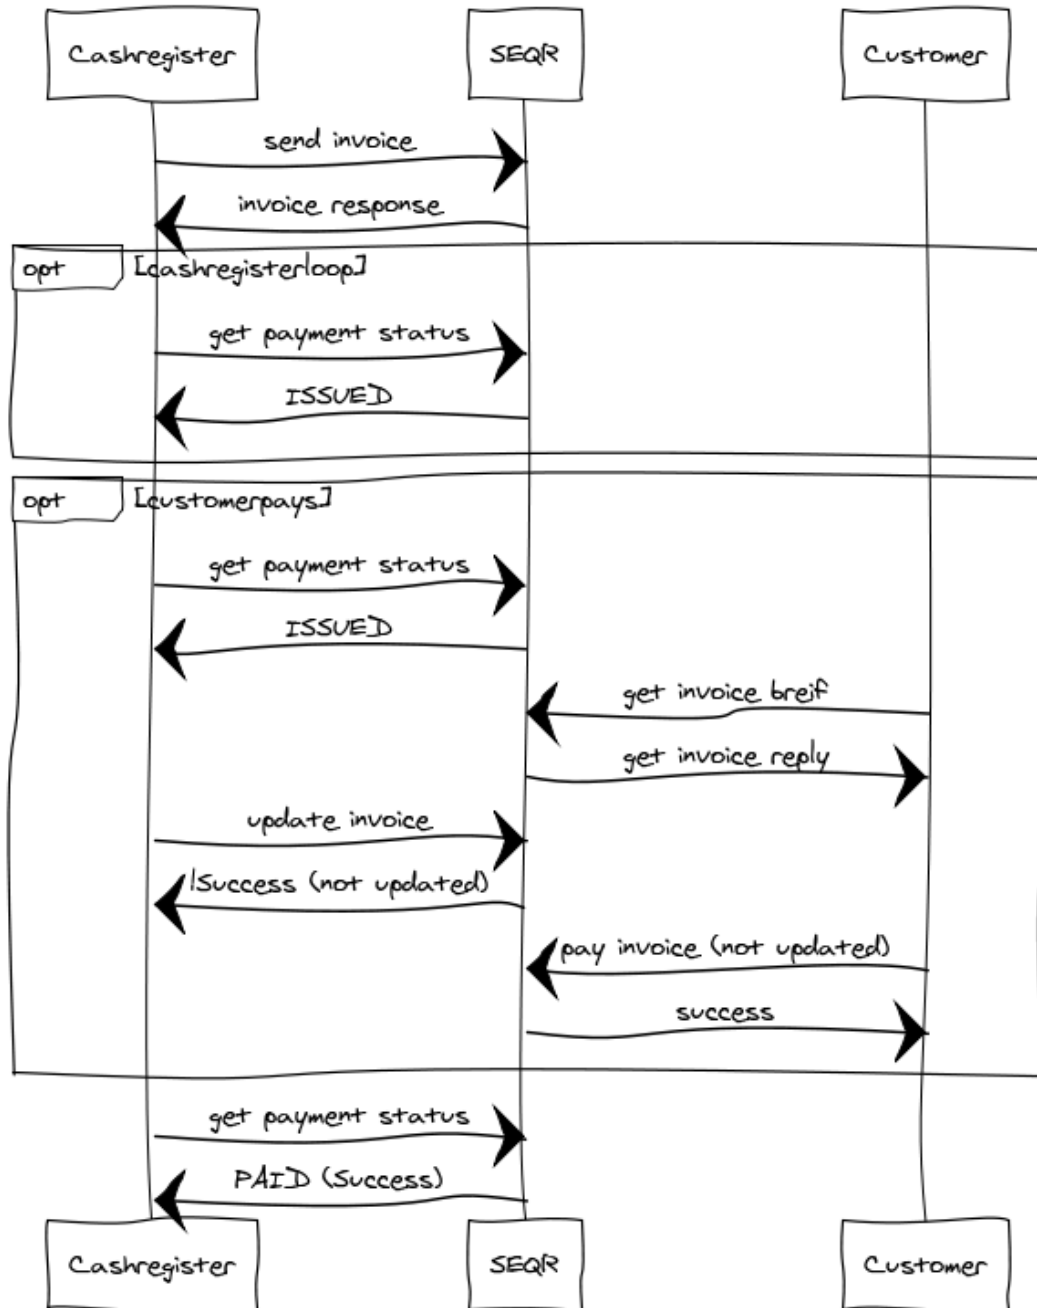 Cashregister SEQR Customer
send invoice
invoice response
opt [cashregisterloop]
get payment status
ISSUED
opt [customerpays]
get payment status
ISSUED
get invoice breif
get invoice reply
update invoice
!Success (not updated)
pay invoice (not updated)
success
get payment status
PAID (Success)
Cashregister SEQR Customer